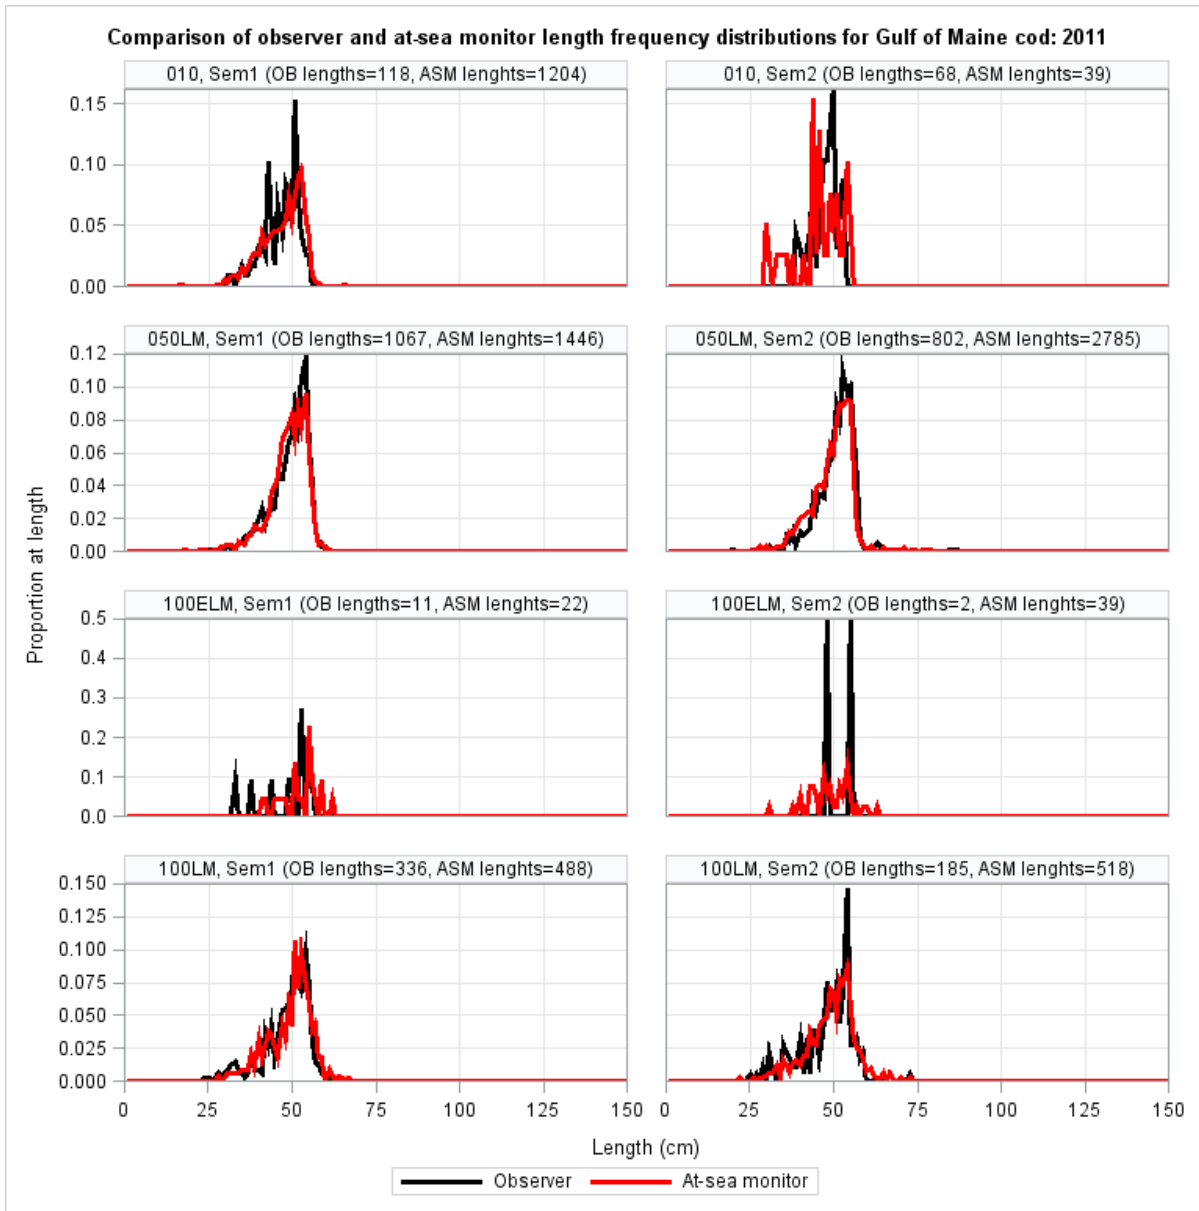 Comparison of observer and at-sea monitor length frequency distributions for Gulf of Maine cod: 2011
010, Sem1 (OB lengths=118, ASM lenghts=1204)
010, Sem2 (OB lengths=68, ASM lenghts=39)
0.15
0.10
0.05
0.00
050LM, Sem1 (OB lengths=1067, ASM lenghts=1446)
050LM, Sem2 (OB lengths=802, ASM lenghts=2785)
0.12
0.10
0.08
0.06
0.04
0.02
0.00
Proportion at length
100ELM, Sem1 (OB lengths=11, ASM lenghts=22)
100ELM, Sem2 (OB lengths=2, ASM lenghts=39)
0.5
0.4
0.3
0.2
0.1
0.0
100LM, Sem1 (OB lengths=336, ASM lenghts=488)
100LM, Sem2 (OB lengths=185, ASM lenghts=518)
0.150
0.125
0.100
0.075
0.050
0.025
0.000
0 25 50 75 100 125 150
0 25 50 75 100 125 150
Length (cm)
Observer
At-sea monitor